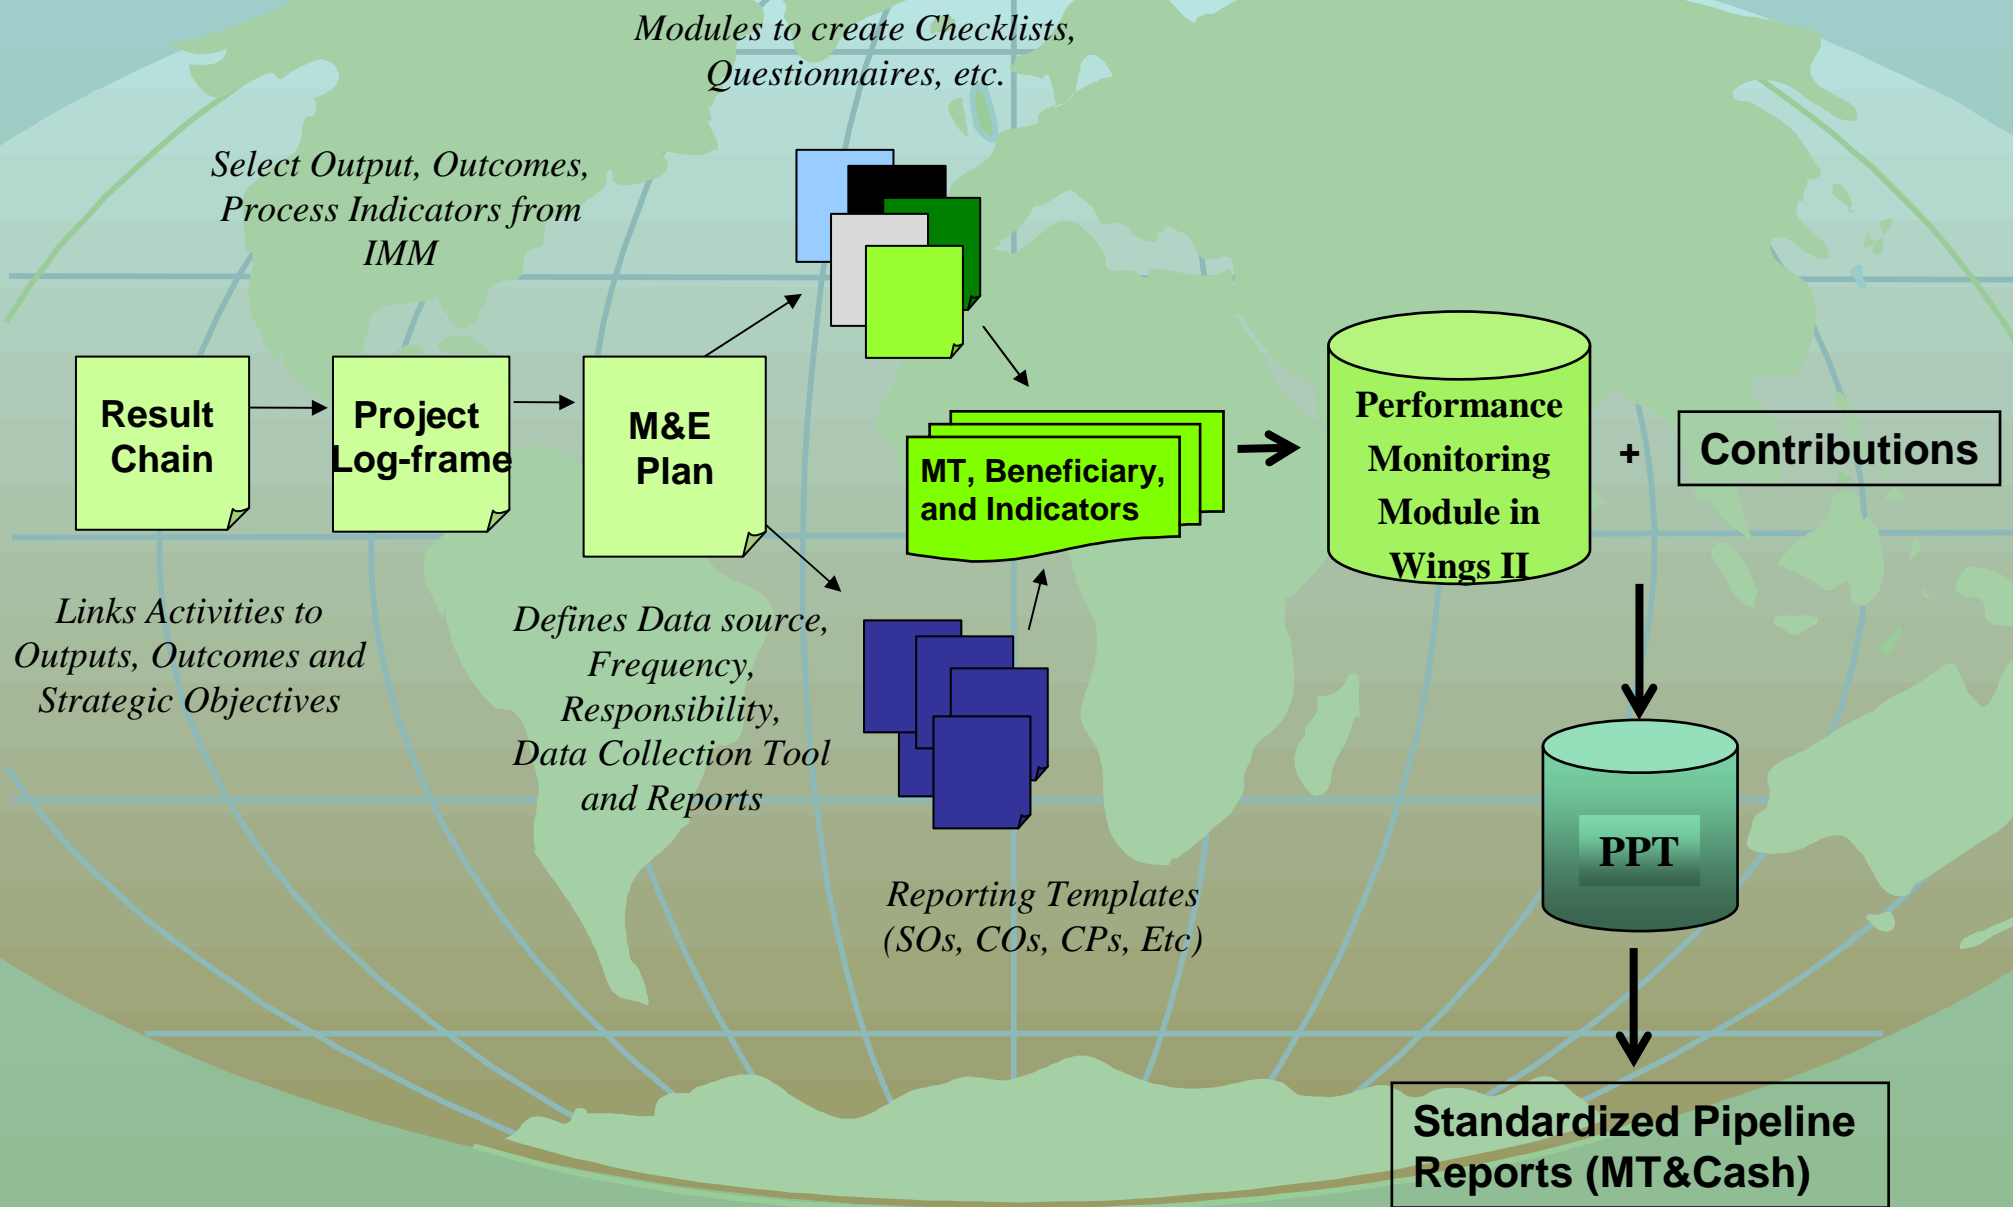 Modules to create Checklists,
Questionnaires, etc.
Select Output, Outcomes,
Process Indicators from
IMM
Result
Chain
Project
Log-frame
M&E
Plan
MT, Beneficiary,
and Indicators
Performance
Monitoring
Module in
Wings II
+
Contributions
Links Activities to
Outputs, Outcomes and
Strategic Objectives
Defines Data source,
Frequency,
Responsibility,
Data Collection Tool
and Reports
Reporting Templates
(SOs, COs, CPs, Etc)
PPT
Standardized Pipeline
Reports (MT&Cash)